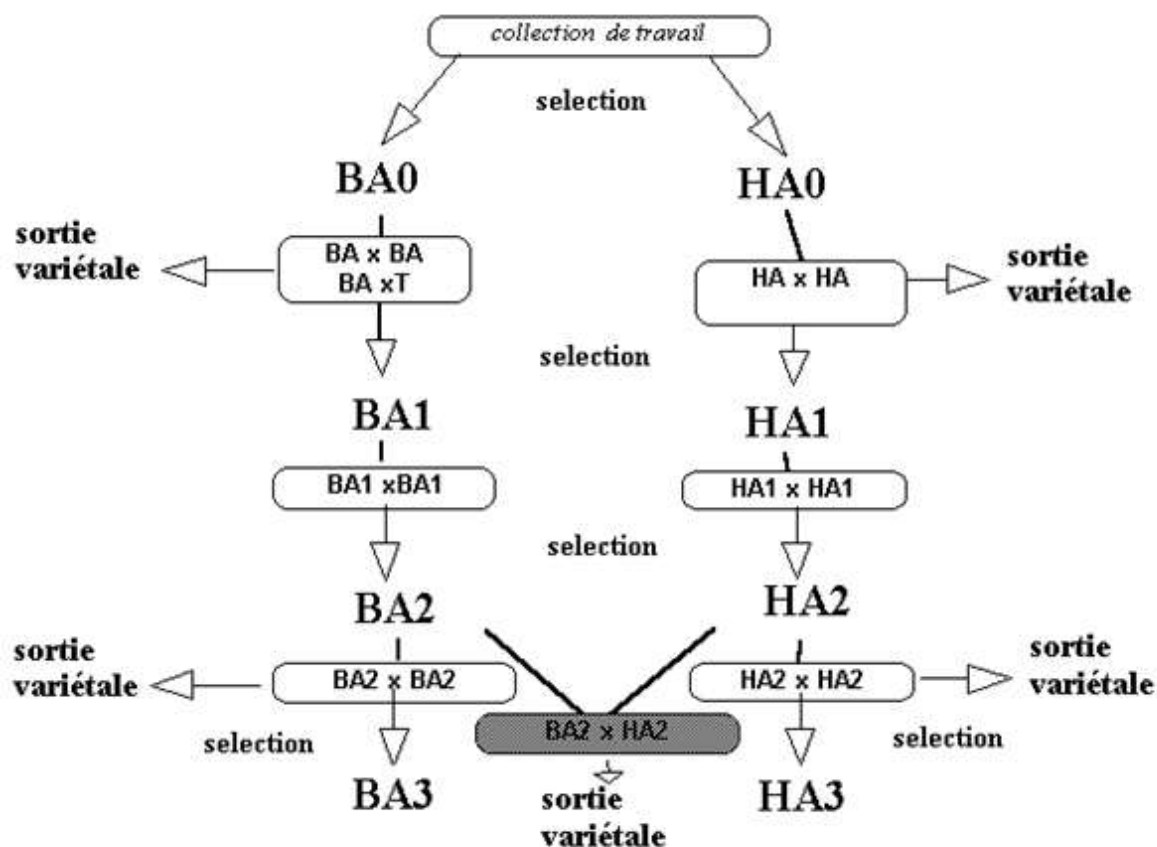 collection de travail
selection
BA0
HA0
sortie
variétale
BA x BA
BA xT
HA x HA
sortie
variétale
selection
BA1
HA1
BA1 xBA1
HA1 x HA1
selection
BA2
HA2
sortie
variétale
BA2 x BA2
HA2 x HA2
sortie
variétale
BA2 x HA2
selection
selection
BA3
HA3
sortie
variétale